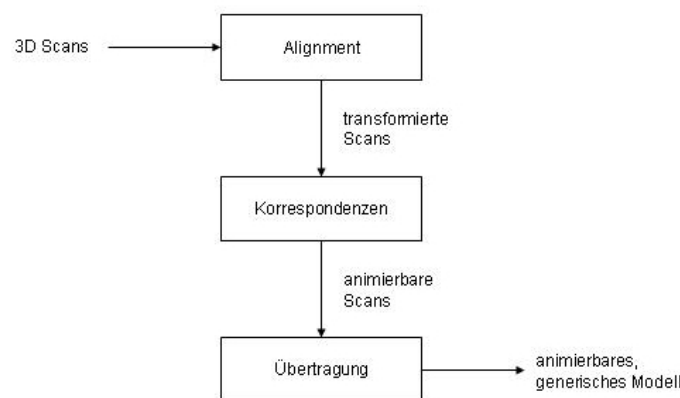 3D Scans
Alignment
transformierte
Scans
Korrespondenzen
animierbare
Scans
Übertragung
animierbares,
generisches Modell